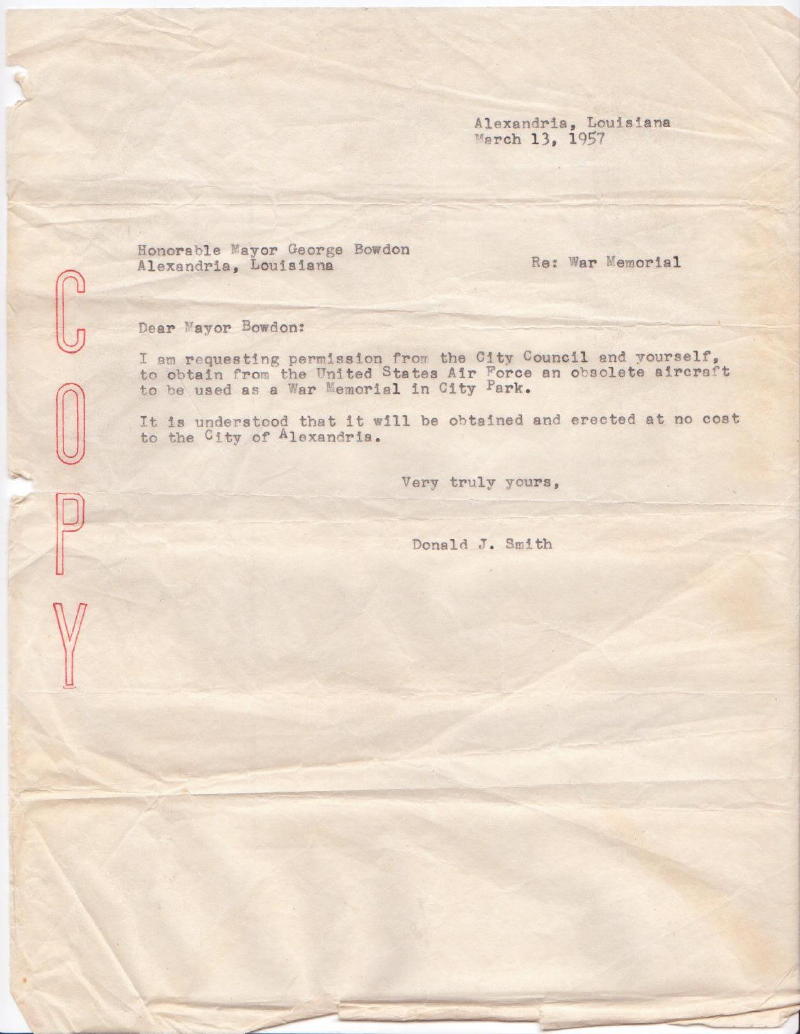 Alexandria, Louisiana
March 13, 1957
Honorable Mayor George Bowdon
Alexandria, Louisiana
Re: War Memorial
Dear Mayor Bowdon:
I am requesting permission from the City Council and yourself,
to obtain from the United States Air Force an obsolete aircraft
to be used as a War Memorial in City Park.
It is understood that it will be obtained and erected at no cost
to the City of Alexandria.
Very truly yours,
Donald J. Smith
COPY